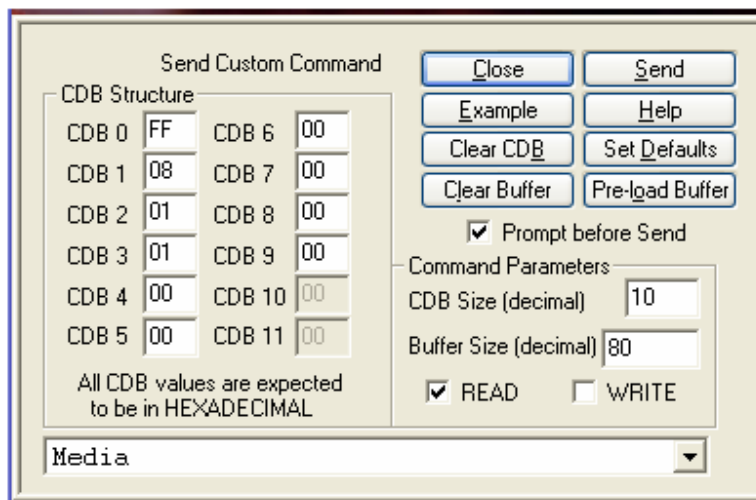 Send Custom Command
Close Send
Example Help
Clear CDB Set Defaults
Clear Buffer Pre-load Buffer
Prompt before Send
CDB Structure
CDB 0 FF CDB 6 00
CDB 1 08 CDB 7 00
CDB 2 01 CDB 8 00
CDB 3 01 CDB 9 00
CDB 4 00 CDB 10 00
CDB 5 00 CDB 11 00
All CDB values are expected
to be in HEXADECIMAL
Command Parameters
CDB Size (decimal) 10
Buffer Size (decimal) 80
READ WRITE
Media